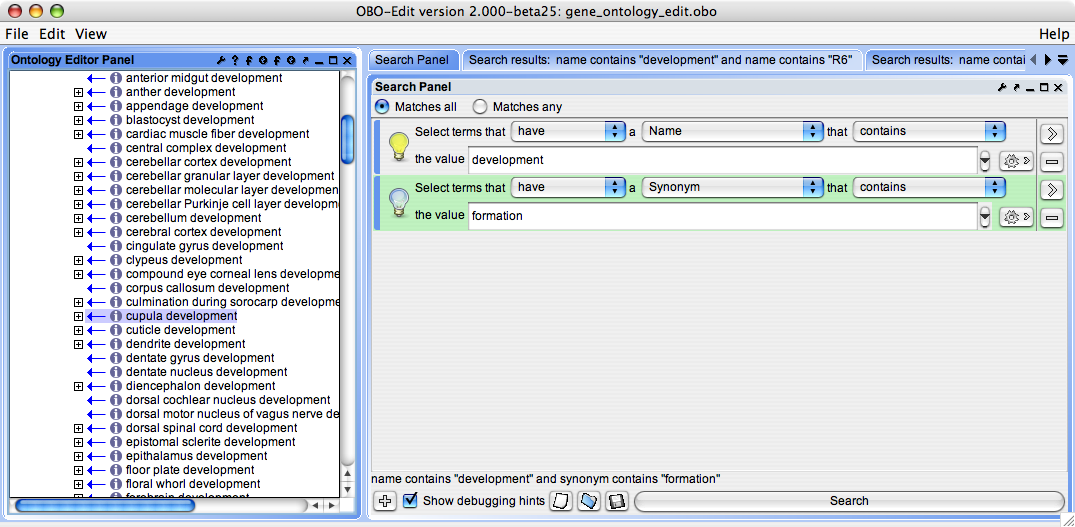 OBO-Edit version 2.000-beta25: gene_ontology_edit.obo
File Edit View Help
Ontology Editor Panel
anterior midgut development
anther development
appendage development
blastocyst development
cardiac muscle fiber development
central complex development
cerebellar cortex development
cerebellar granular layer development
cerebellar molecular layer developmen
cerebellar Purkinje cell layer developm
cerebellum development
cerebral cortex development
cingulate gyrus development
clypeus development
compound eye corneal lens developme
corpus callosum development
culmination during sorocarp developme
cupula development
cuticle development
dendrite development
dentate gyrus development
dentate nucleus development
diencephalon development
dorsal cochlear nucleus development
dorsal motor nucleus of vagus nerve de
dorsal spinal cord development
epistomal sclerite development
epithalamus development
floor plate development
floral whorl development
forebrain development
Search Panel
Search results: name contains "development" and name contains "R6"
Search results: name contai
Search Panel
Matches all Matches any
Select terms that have a Name that contains
the value development
Select terms that have a Synonym that contains
the value formation
name contains "development" and synonym contains "formation"
Show debugging hints Search